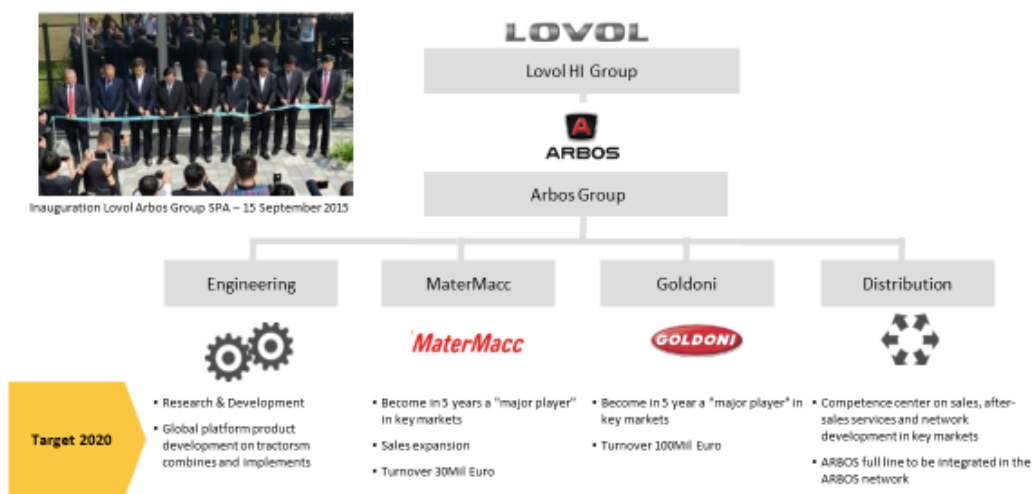 LOVOL
Lovol HI Group
A
ARBOS
Inauguration Lovol Arbos Group SPA – 15 September 2015
Arbos Group
Engineering
MaterMacc
Goldoni
Distribution
MaterMacc
GOLDONI
Target 2020
▪ Research & Development
▪ Global platform product
development on tractorsm
combines and implements
▪ Become in 5 years a "major player"
in key markets
▪ Sales expansion
▪ Turnover 30Mil Euro
▪ Become in 5 year a "major player" in
key markets
▪ Turnover 100Mil Euro
▪ Competence center on sales, after-
sales services and network
development in key markets
▪ ARBOS full line to be integrated in the
ARBOS network